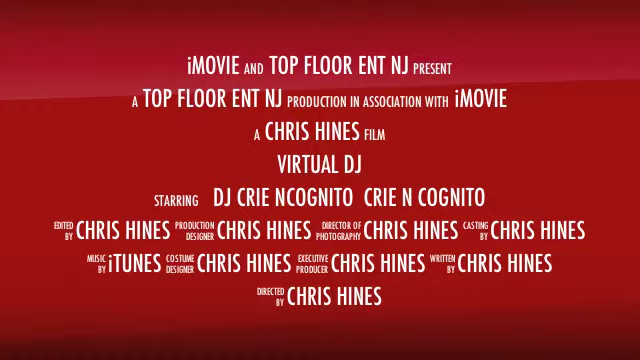 iMOVIE AND TOP FLOOR ENT NJ PRESENT
A TOP FLOOR ENT NJ PRODUCTION IN ASSOCIATION WITH iMOVIE
A CHRIS HINES FILM
VIRTUAL DJ
STARRING DJ CRIE NCOGNITO CRIE N COGNITO
EDITED BY CHRIS HINES PRODUCTION DESIGNER CHRIS HINES DIRECTOR OF PHOTOGRAPHY CHRIS HINES CASTING BY CHRIS HINES
MUSIC BY iTUNES COSTUME DESIGNER CHRIS HINES EXECUTIVE PRODUCER CHRIS HINES WRITTEN BY CHRIS HINES
DIRECTED BY CHRIS HINES